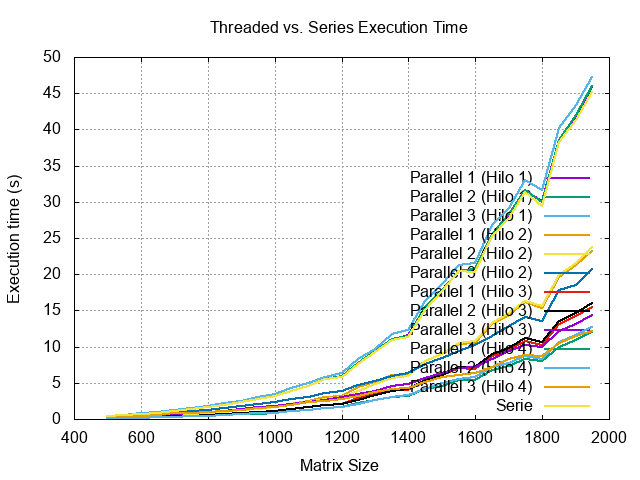 Threaded vs. Series Execution Time
50
45
40
35
30
25
20
15
10
5
0
400 600 800 1000 1200 1400 1600 1800 2000
Execution time (s)
Matrix Size
Parallel 1 (Hilo 1)
Parallel 2 (Hilo 1)
Parallel 3 (Hilo 1)
Parallel 1 (Hilo 2)
Parallel 2 (Hilo 2)
Parallel 3 (Hilo 2)
Parallel 1 (Hilo 3)
Parallel 2 (Hilo 3)
Parallel 3 (Hilo 3)
Parallel 1 (Hilo 4)
Parallel 2 (Hilo 4)
Parallel 3 (Hilo 4)
Serie